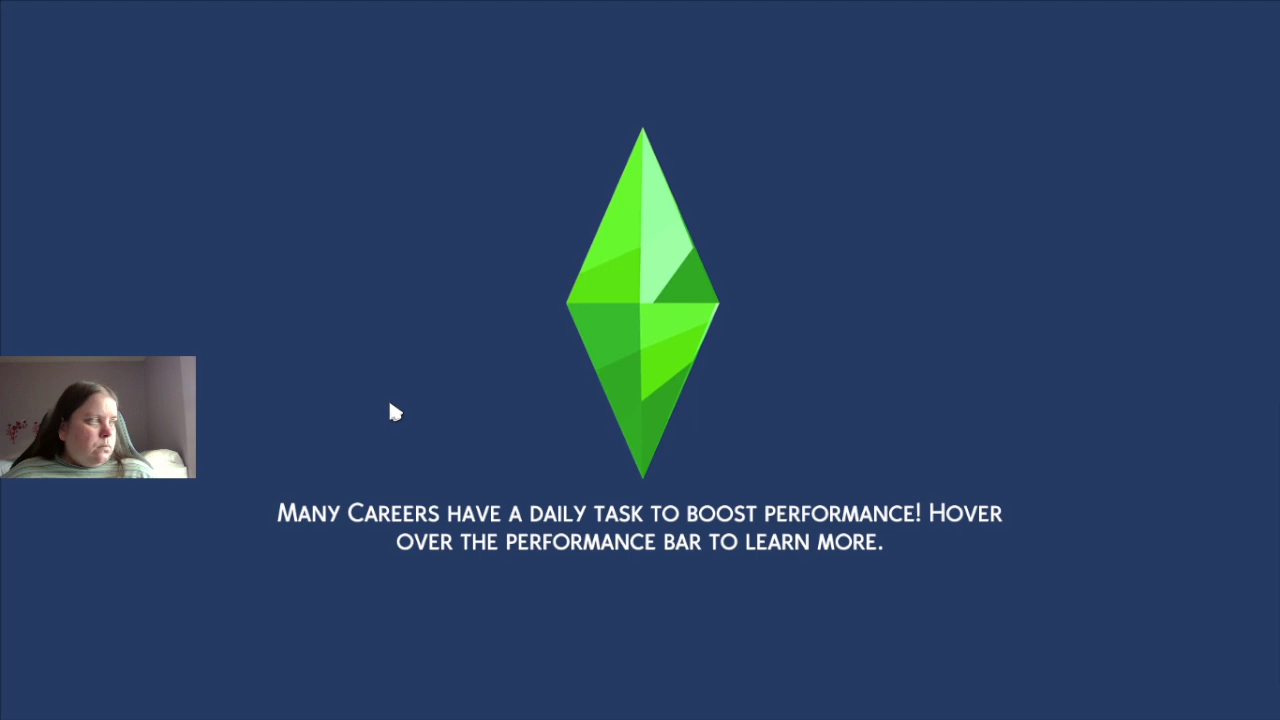 Many Careers have a daily task to boost performance! Hover
over the performance bar to learn more.